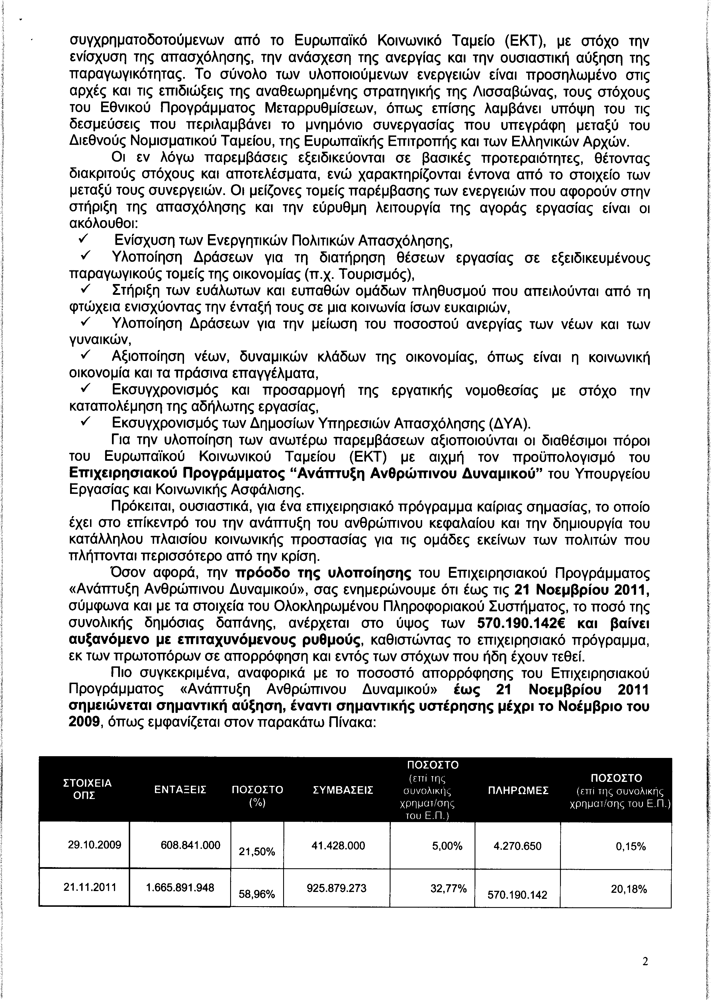 συγχρηματοδοτούμενων από το Ευρωπαϊκό Κοινωνικό Ταμείο (ΕΚΤ), με στόχο την
ενίσχυση της απασχόλησης, την ανάσχεση της ανεργίας και την ουσιαστική αύξηση της
παραγωγικότητας. Το σύνολο των υλοποιούμενων ενεργειών είναι προσηλωμένο στις
αρχές και τις επιδιώξεις της αναθεωρημένης στρατηγικής της Λισσαβώνας, τους στόχους
του Εθνικού Προγράμματος Μεταρρυθμίσεων, όπως επίσης λαμβάνει υπόψη του τις
δεσμεύσεις που περιλαμβάνει το μνημόνιο συνεργασίας που υπεγράφη μεταξύ του
Διεθνούς Νομισματικού Ταμείου, της Ευρωπαϊκής Επιτροπής και των Ελληνικών Αρχών.
Οι εν λόγω παρεμβάσεις εξειδικεύονται σε βασικές προτεραιότητες, θέτοντας
διακριτούς στόχους και αποτελέσματα, ενώ χαρακτηρίζονται έντονα από το στοιχείο των
μεταξύ τους συνεργειών. Οι μείζονες τομείς παρέμβασης των ενεργειών που αφορούν στην
στήριξη της απασχόλησης και την εύρυθμη λειτουργία της αγοράς εργασίας είναι οι
ακόλουθοι:
✓ Ενίσχυση των Ενεργητικών Πολιτικών Απασχόλησης,
✓ Υλοποίηση Δράσεων για τη διατήρηση θέσεων εργασίας σε εξειδικευμένους
παραγωγικούς τομείς της οικονομίας (π.χ. Τουρισμός),
✓ Στήριξη των ευάλωτων και ευπαθών ομάδων πληθυσμού που απειλούνται από τη
φτώχεια ενισχύοντας την ένταξή τους σε μια κοινωνία ίσων ευκαιριών,
✓ Υλοποίηση Δράσεων για την μείωση του ποσοστού ανεργίας των νέων και των
γυναικών,
✓ Αξιοποίηση νέων, δυναμικών κλάδων της οικονομίας, όπως είναι η κοινωνική
οικονομία και τα πράσινα επαγγέλματα,
✓ Εκσυγχρονισμός και προσαρμογή της εργατικής νομοθεσίας με στόχο την
καταπολέμηση της αδήλωτης εργασίας,
✓ Εκσυγχρονισμός των Δημοσίων Υπηρεσιών Απασχόλησης (ΔΥΑ).
Για την υλοποίηση των ανωτέρω παρεμβάσεων αξιοποιούνται οι διαθέσιμοι πόροι
του Ευρωπαϊκού Κοινωνικού Ταμείου (ΕΚΤ) με αιχμή τον προϋπολογισμό του
Επιχειρησιακού Προγράμματος “Ανάπτυξη Ανθρώπινου Δυναμικού” του Υπουργείου
Εργασίας και Κοινωνικής Ασφάλισης.
Πρόκειται, ουσιαστικά, για ένα επιχειρησιακό πρόγραμμα καίριας σημασίας, το οποίο
έχει στο επίκεντρό του την ανάπτυξη του ανθρώπινου κεφαλαίου και την δημιουργία του
κατάλληλου πλαισίου κοινωνικής προστασίας για τις ομάδες εκείνων των πολιτών που
πλήττονται περισσότερο από την κρίση.
Όσον αφορά, την πρόοδο της υλοποίησης του Επιχειρησιακού Προγράμματος
«Ανάπτυξη Ανθρώπινου Δυναμικού», σας ενημερώνουμε ότι έως τις 21 Νοεμβρίου 2011,
σύμφωνα και με τα στοιχεία του Ολοκληρωμένου Πληροφοριακού Συστήματος, το ποσό της
συνολικής δημόσιας δαπάνης, ανέρχεται στο ύψος των 570.190.142€ και βαίνει
αυξανόμενο με επιταχυνόμενους ρυθμούς, καθιστώντας το επιχειρησιακό πρόγραμμα,
εκ των πρωτοπόρων σε απορρόφηση και εντός των στόχων που ήδη έχουν τεθεί.
Πιο συγκεκριμένα, αναφορικά με το ποσοστό απορρόφησης του Επιχειρησιακού
Προγράμματος «Ανάπτυξη Ανθρώπινου Δυναμικού» έως 21 Νοεμβρίου 2011
σημειώνεται σημαντική αύξηση, έναντι σημαντικής υστέρησης μέχρι το Νοέμβριο του
2009, όπως εμφανίζεται στον παρακάτω Πίνακα:
ΣΤΟΙΧΕΙΑ
ΟΠΣ
ΕΝΤΑΞΕΙΣ
ΠΟΣΟΣΤΟ
(%)
ΣΥΜΒΑΣΕΙΣ
ΠΟΣΟΣΤΟ
(επί της
συνολικής
χρηματ/σης
του Ε.Π.)
ΠΛΗΡΩΜΕΣ
ΠΟΣΟΣΤΟ
(επί της συνολικής
χρηματ/σης του Ε.Π.)
29.10.2009 608.841.000 21,50% 41.428.000 5,00% 4.270.650 0,15%
21.11.2011 1.665.891.948 58,96% 925.879.273 32,77% 570.190.142 20,18%
2